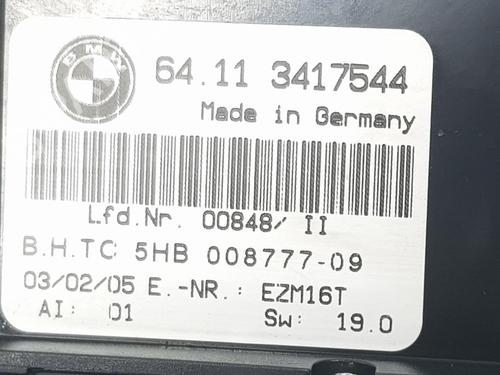 BMW
64.11 3417544
Made in Germany
Lfd.Nr. 00848/ II
B.H.TC 5HB 008777-09
03/02/05 E.-NR.: EZM16T
AI: 01 Sw: 19.0